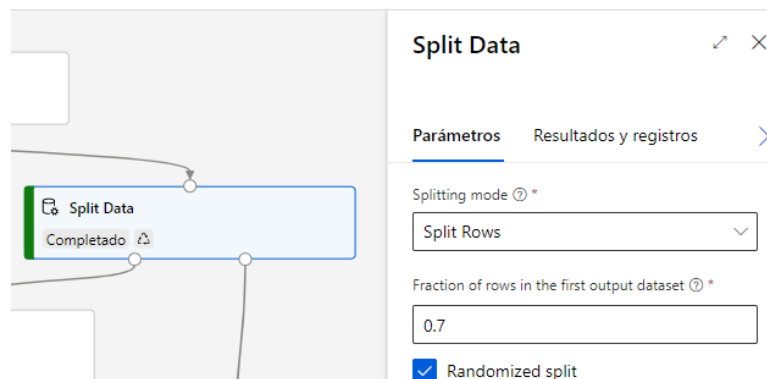 Split Data
Parámetros
Resultados y registros
Split Data
Completado
Splitting mode *
Split Rows
Fraction of rows in the first output dataset *
0.7
Randomized split